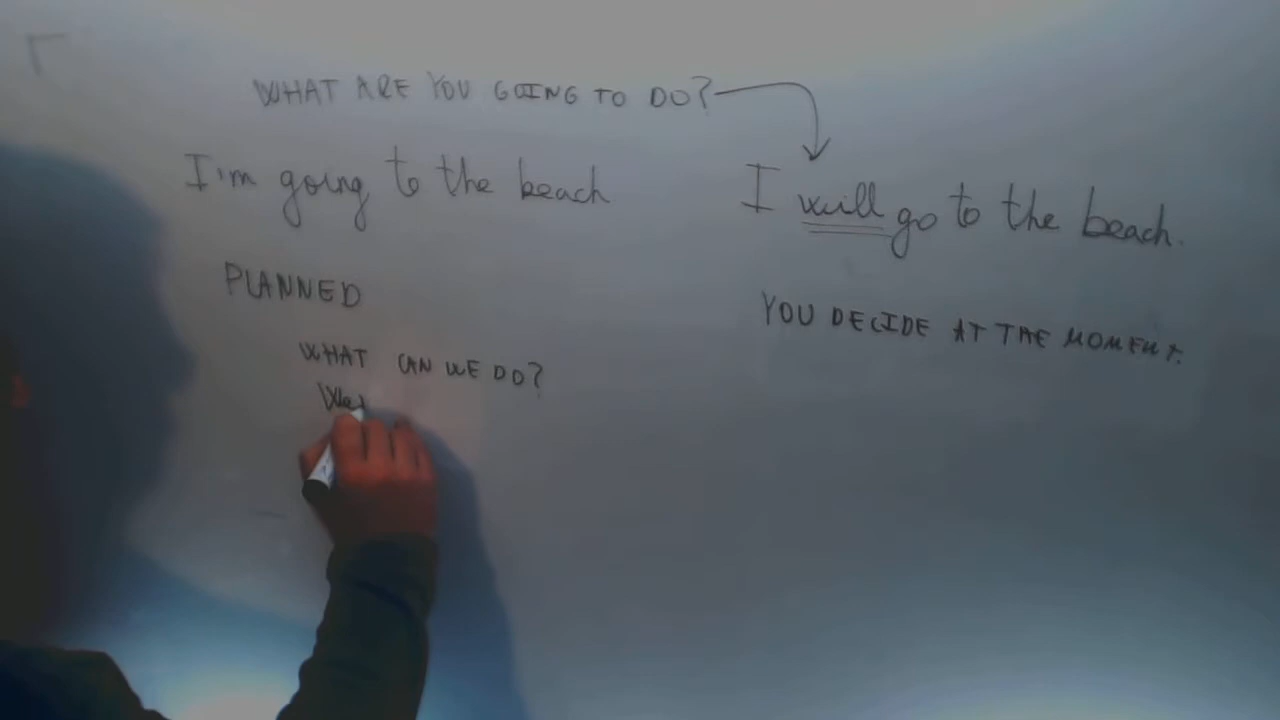 WHAT ARE YOU GOING TO DO?
I'm going to the beach
I will go to the beach.
PLANNED
YOU DECIDE AT THE MOMENT.
WHAT CAN WE DO?